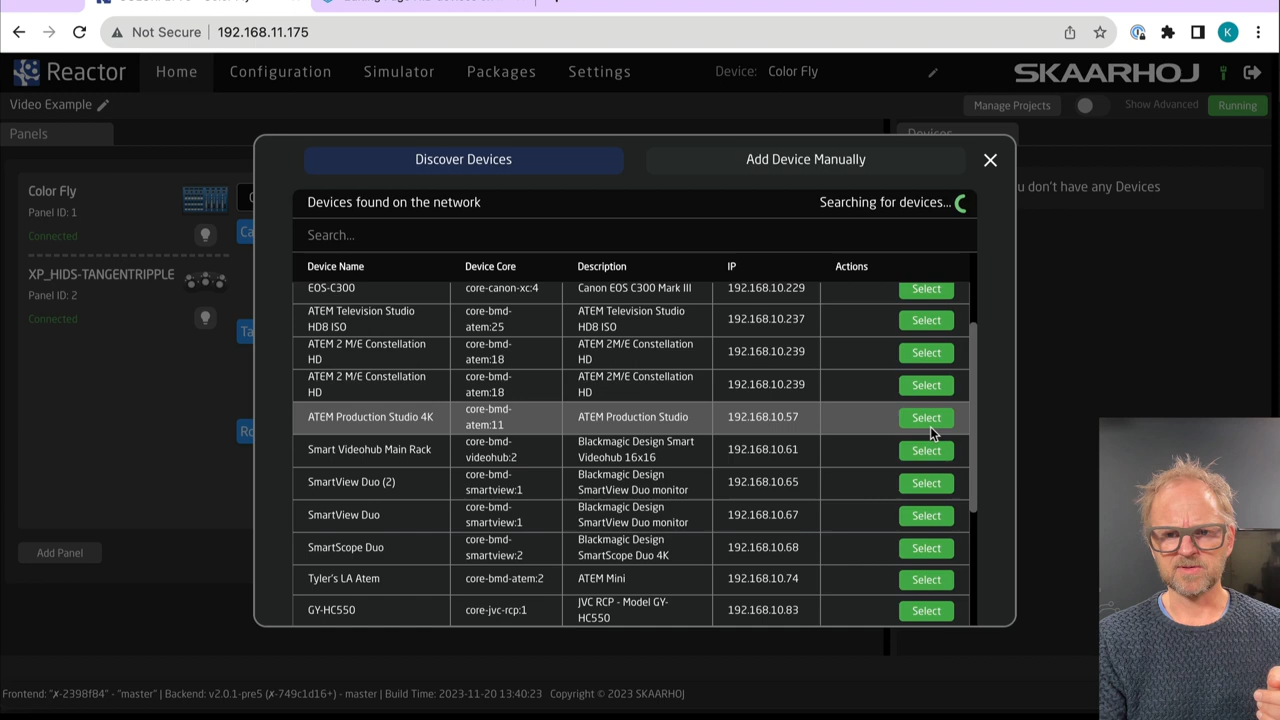 Not Secure 192.168.11.175
K
Reactor Home Configuration Simulator Packages Settings Device: Color Fly SKAARHOJ
Video Example Manage Projects Show Advanced Running
Panels Devices
Discover Devices Add Device Manually
Color Fly
Panel ID: 1
Connected
XP_HIDS-TANGENTRIPPLE
Panel ID: 2
Connected
Add Panel
Devices found on the network Searching for devices...
Search...
Device Name Device Core Description IP Actions
EOS-C300 core-canon-xc:4 Canon EOS C300 Mark III 192.168.10.229 Select
ATEM Television Studio core-bmd- ATEM Television Studio 192.168.10.237 Select
HD8 ISO atem:25 HD8 ISO
ATEM 2 M/E Constellation core-bmd- ATEM 2M/E Constellation 192.168.10.239 Select
HD atem:18 HD
ATEM 2 M/E Constellation core-bmd- ATEM 2M/E Constellation 192.168.10.239 Select
HD atem:18 HD
ATEM Production Studio 4K core-bmd- ATEM Production Studio 192.168.10.57 Select
atem:11
Smart Videohub Main Rack core-bmd- Blackmagic Design Smart 192.168.10.61 Select
videohub:2 Videohub 16x16
SmartView Duo (2) core-bmd- Blackmagic Design 192.168.10.65 Select
smartview:1 SmartView Duo monitor
SmartView Duo core-bmd- Blackmagic Design 192.168.10.67 Select
smartview:1 SmartView Duo monitor
SmartScope Duo core-bmd- Blackmagic Design 192.168.10.68 Select
smartview:2 SmartScope Duo 4K
Tyler's LA Atem core-bmd-atem:2 ATEM Mini 192.168.10.74 Select
GY-HC550 core-jvc-rcp:1 JVC RCP - Model GY- 192.168.10.83 Select
HC550
u don't have any Devices
Frontend: "✗-2398f84" - "master" | Backend: v2.0.1-pre5 (✗-749c1d16+) - master | Build Time: 2023-11-20 13:40:23 Copyright © 2023 SKAARHOJ